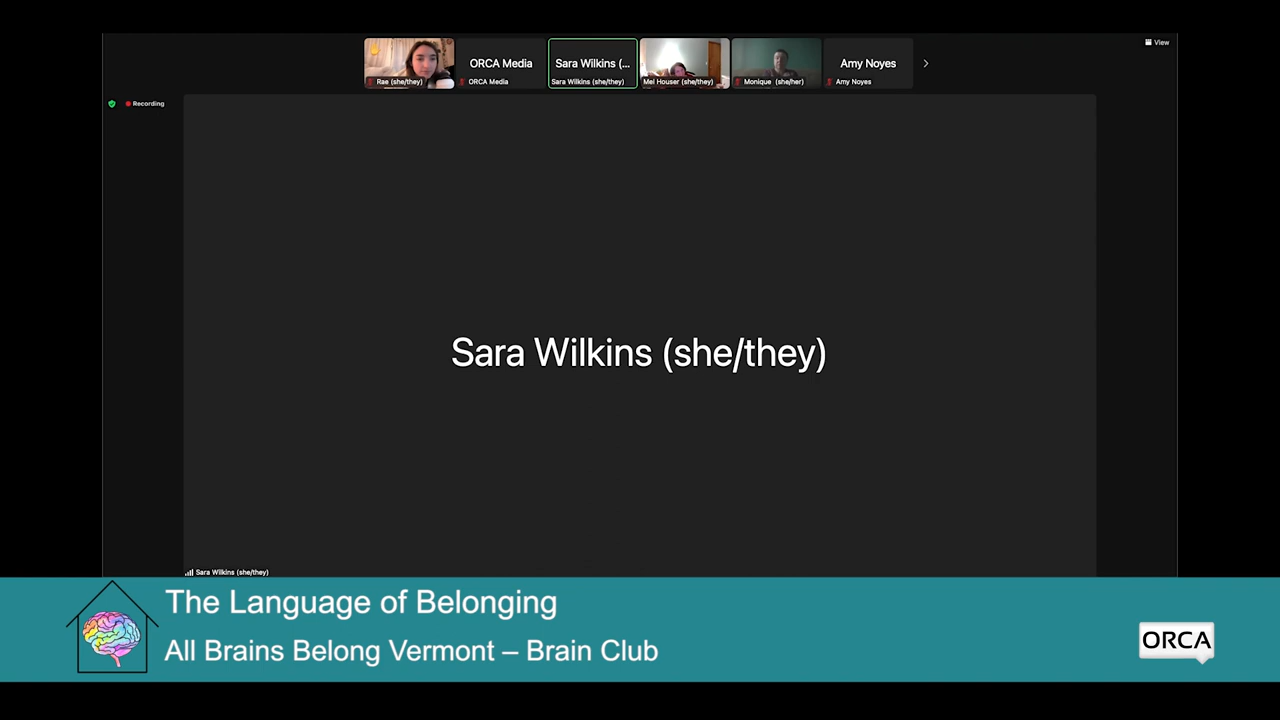 View
ORCA Media
Sara Wilkins (...
Amy Noyes
Rae (she/they)
ORCA Media
Sara Wilkins (she/they)
Mel Houser (she/they)
Monique (she/her)
Amy Noyes
Recording
Sara Wilkins (she/they)
Sara Wilkins (she/they)
The Language of Belonging
All Brains Belong Vermont – Brain Club
ORCA